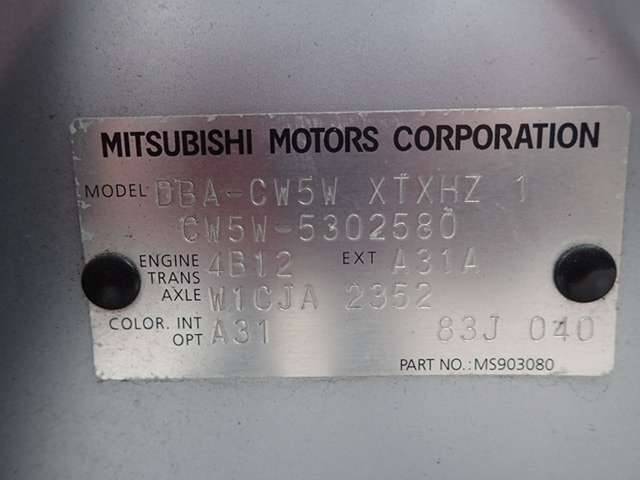 MITSUBISHI MOTORS CORPORATION
MODEL DBA-CW5W XTXHZ 1
CW5W-5302580
ENGINE 4B12 EXT A31A
TRANS
AXLE W1CJA 2352
COLOR. INT A31 83J 040
OPT
PART NO.: MS903080